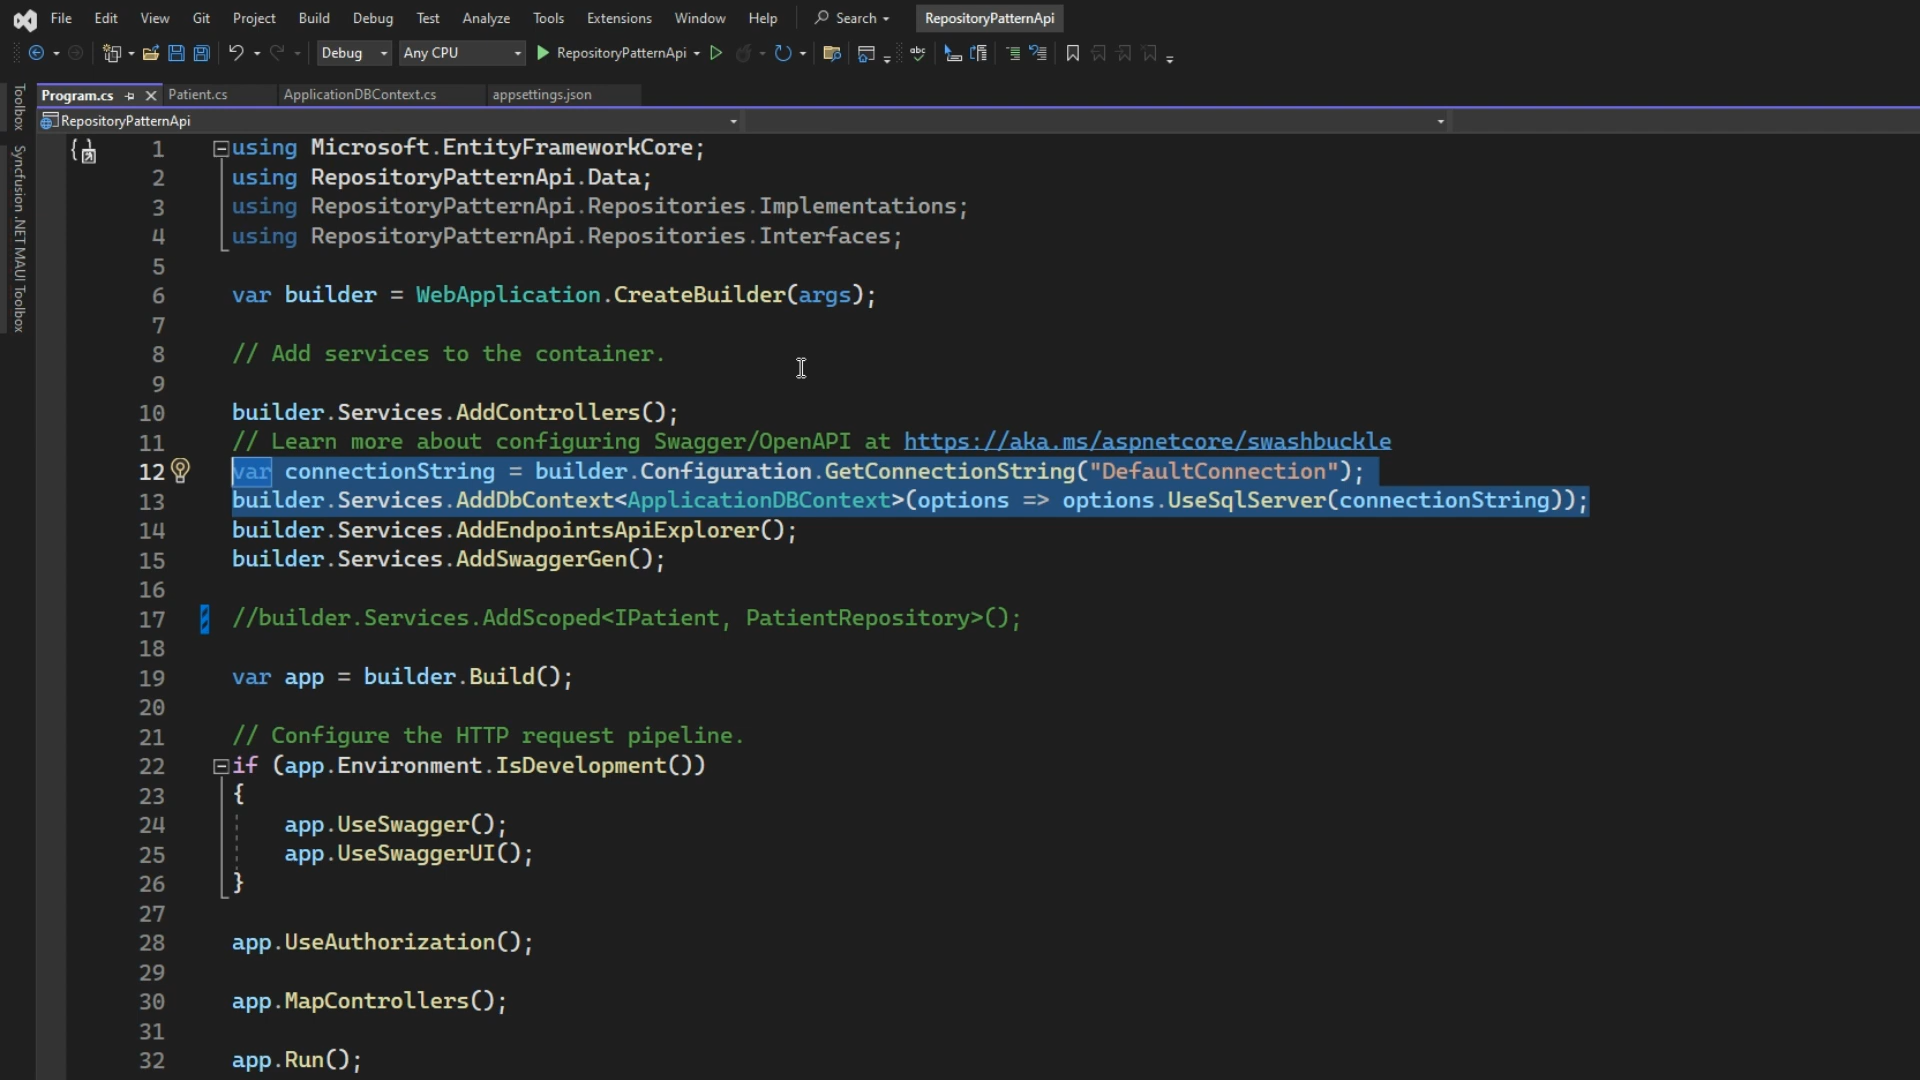 File Edit View Git Project Build Debug Test Analyze Tools Extensions Window Help Search RepositoryPatternApi
Debug Any CPU RepositoryPatternApi abc
Toolbox
Syncfusion .NET MAUI Toolbox
Program.cs Patient.cs ApplicationDBContext.cs appsettings.json
RepositoryPatternApi
1 using Microsoft.EntityFrameworkCore;
2 using RepositoryPatternApi.Data;
3 using RepositoryPatternApi.Repositories.Implementations;
4 using RepositoryPatternApi.Repositories.Interfaces;
5
6 var builder = WebApplication.CreateBuilder(args);
7
8 // Add services to the container.
9
10 builder.Services.AddControllers();
11 // Learn more about configuring Swagger/OpenAPI at https://aka.ms/aspnetcore/swashbuckle
12 var connectionString = builder.Configuration.GetConnectionString("DefaultConnection");
13 builder.Services.AddDbContext<ApplicationDBContext>(options => options.UseSqlServer(connectionString));
14 builder.Services.AddEndpointsApiExplorer();
15 builder.Services.AddSwaggerGen();
16
17 //builder.Services.AddScoped<IPatient, PatientRepository>();
18
19 var app = builder.Build();
20
21 // Configure the HTTP request pipeline.
22 if (app.Environment.IsDevelopment())
23 {
24 app.UseSwagger();
25 app.UseSwaggerUI();
26 }
27
28 app.UseAuthorization();
29
30 app.MapControllers();
31
32 app.Run();